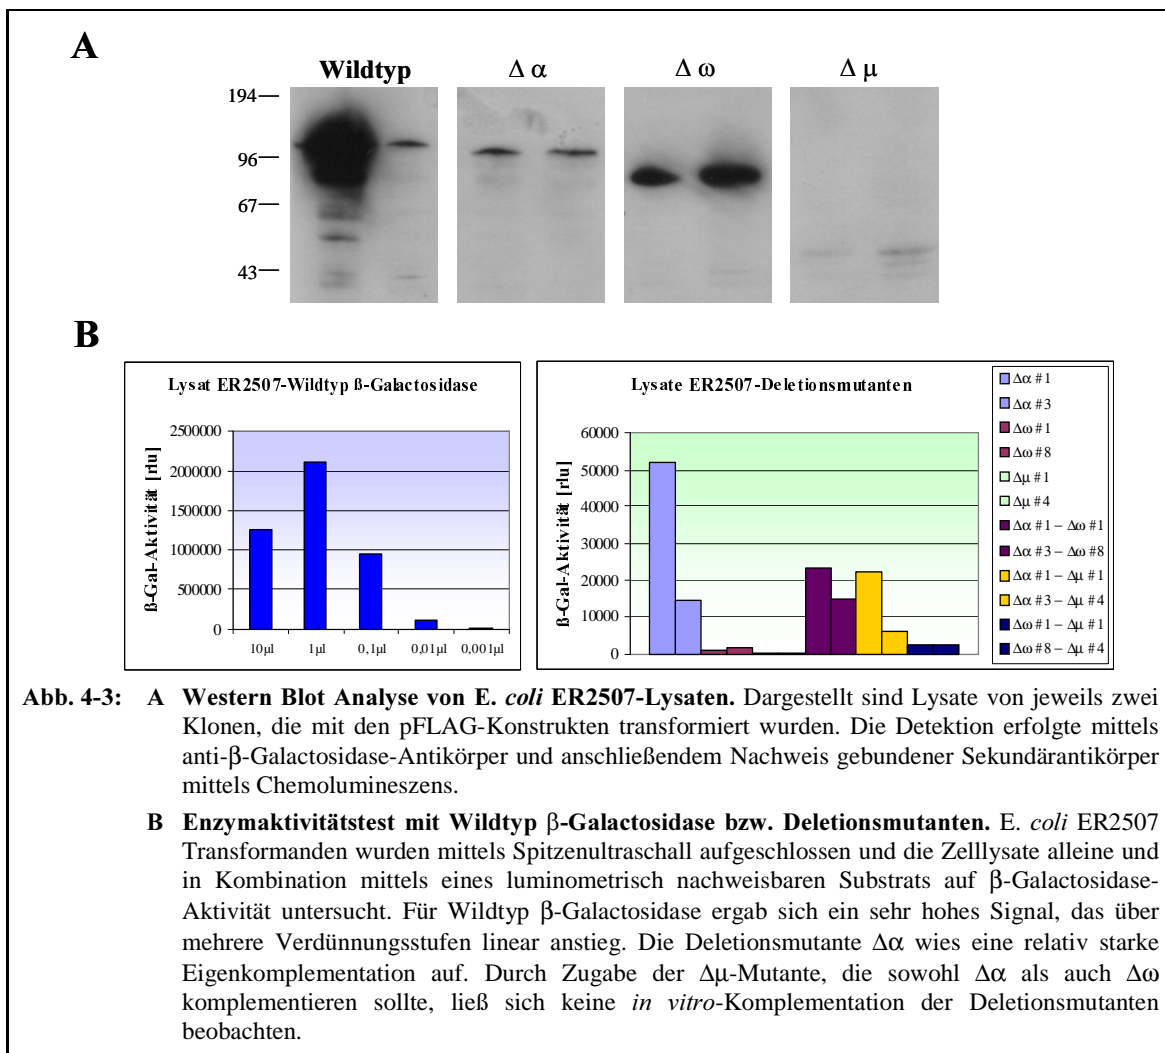 A
Wildtyp
Δ α
Δ ω
Δ μ
194
96
67
43
B
Lysat ER2507-Wildtyp ß-Galactosidase
ß-Gal-Aktivität [rlu]
2500000
2000000
1500000
1000000
500000
0
10µl
1µl
0,1µl
0,01µl
0,001µl
Lysate ER2507-Deletionsmutanten
ß-Gal-Aktivität [rlu]
60000
50000
40000
30000
20000
10000
0
Δα #1
Δα #3
Δω #1
Δω #8
Δμ #1
Δμ #4
Δα #1 – Δω #1
Δα #3 – Δω #8
Δα #1 – Δμ #1
Δα #3 – Δμ #4
Δω #1 – Δμ #1
Δω #8 – Δμ #4
Abb. 4-3: A Western Blot Analyse von E. coli ER2507-Lysaten. Dargestellt sind Lysate von jeweils zwei
Klonen, die mit den pFLAG-Konstrukten transformiert wurden. Die Detektion erfolgte mittels
anti-β-Galactosidase-Antikörper und anschließendem Nachweis gebundener Sekundärantikörper
mittels Chemolumineszens.
B Enzymaktivitätstest mit Wildtyp β-Galactosidase bzw. Deletionsmutanten. E. coli ER2507
Transformanden wurden mittels Spitzenultraschall aufgeschlossen und die Zelllysate alleine und
in Kombination mittels eines luminometrisch nachweisbaren Substrats auf β-Galactosidase-
Aktivität untersucht. Für Wildtyp β-Galactosidase ergab sich ein sehr hohes Signal, das über
mehrere Verdünnungsstufen linear anstieg. Die Deletionsmutante Δα wies eine relativ starke
Eigenkomplementation auf. Durch Zugabe der Δμ-Mutante, die sowohl Δα als auch Δω
komplementieren sollte, ließ sich keine in vitro-Komplementation der Deletionsmutanten
beobachten.